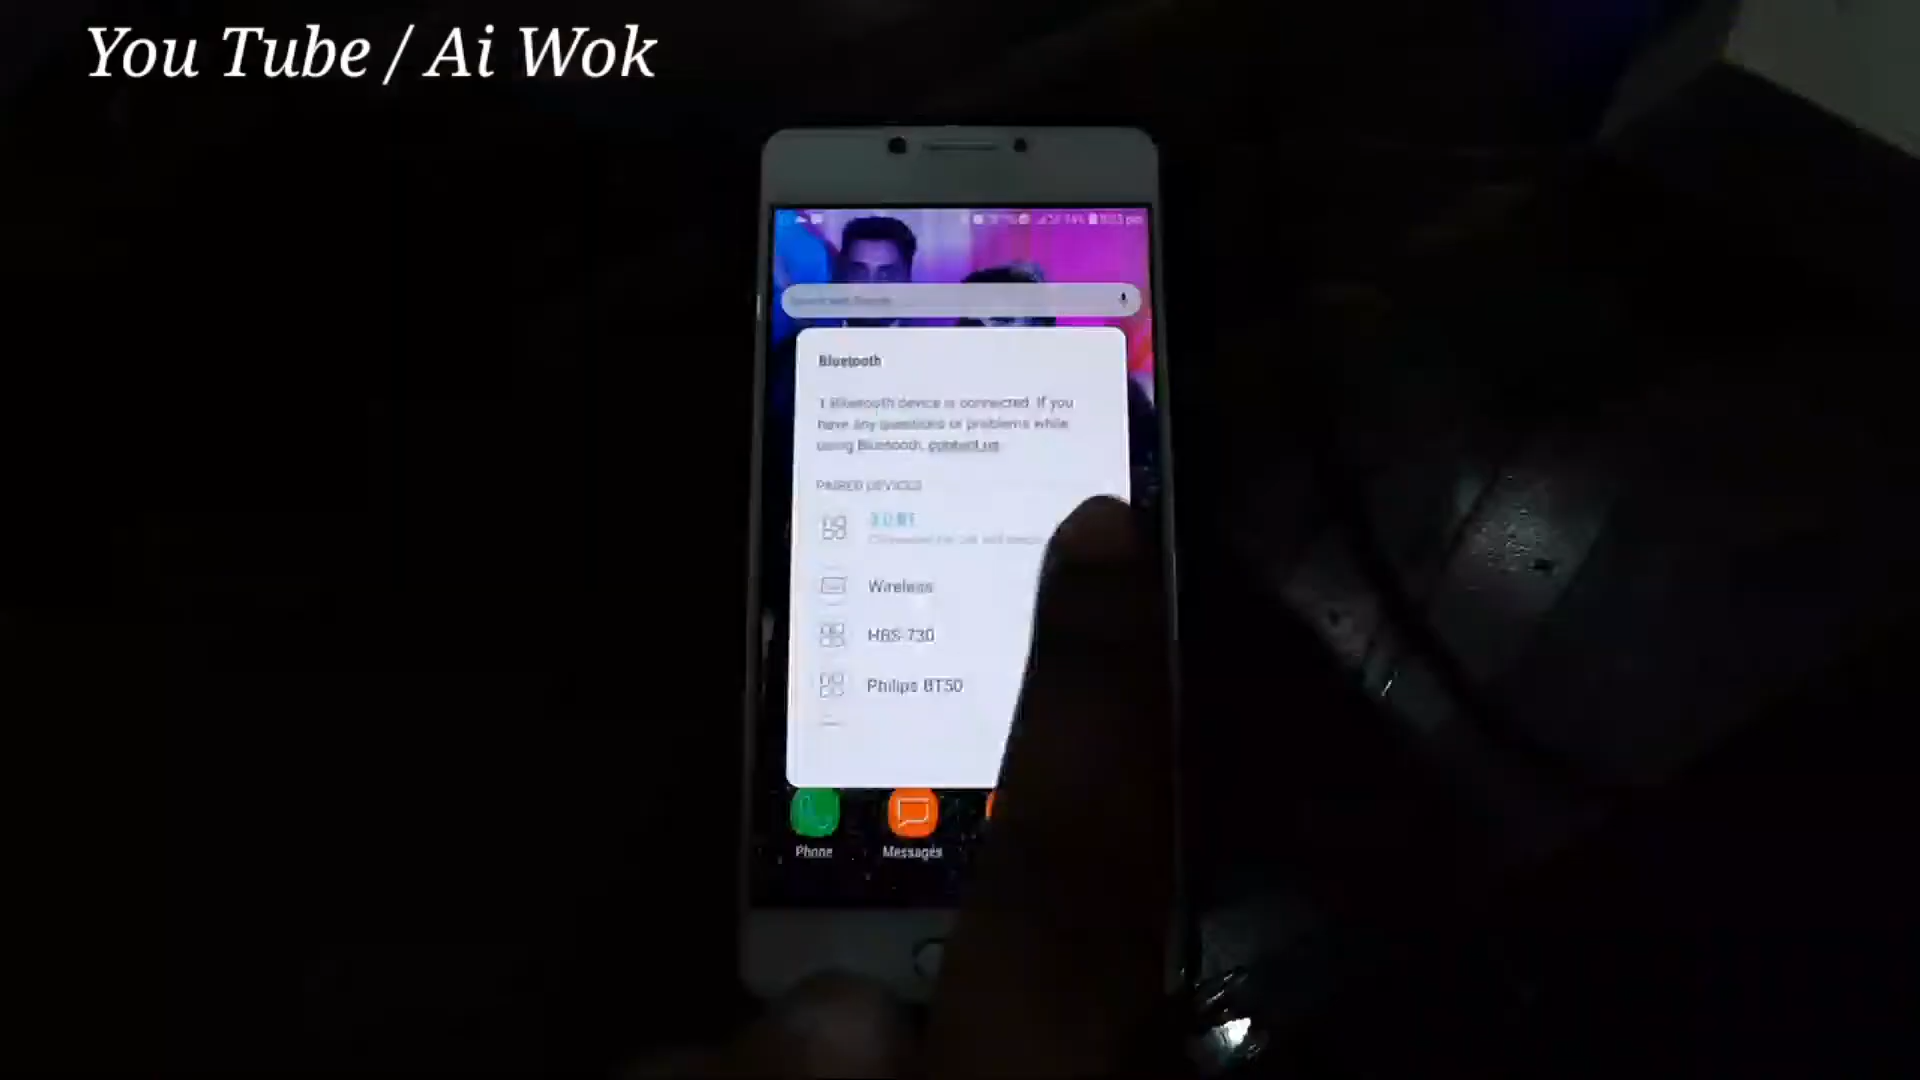 You Tube / Ai Wok
Bluetooth
1 Bluetooth device is connected. If you
have any questions or problems while
using Bluetooth, contact us
PAIRED DEVICES
Wireless
HBS-730
Philips BT50
Phone
Messages